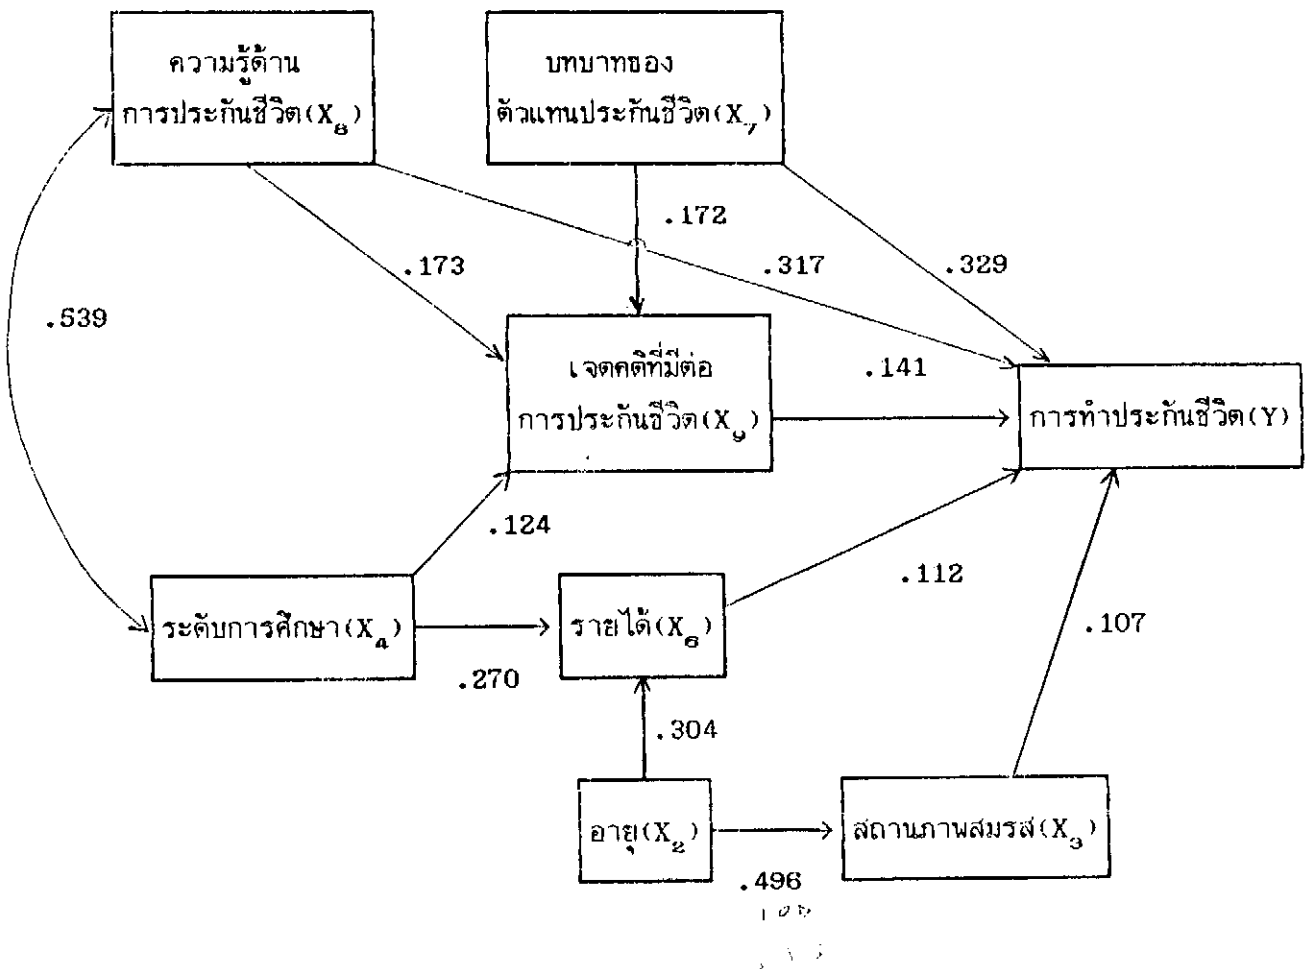 ความรู้ด้าน
การประกันชีวิต(X₈)
บทบาทของ
ตัวแทนประกันชีวิต(X₇)
.172
.173
.317
.329
.539
เจตคติที่มีต่อ
การประกันชีวิต(X₉)
.141
การทำประกันชีวิต(Y)
.124
.112
ระดับการศึกษา(X₄)
รายได้(X₆)
.107
.270
.304
อายุ(X₂)
สถานภาพสมรส(X₃)
.496